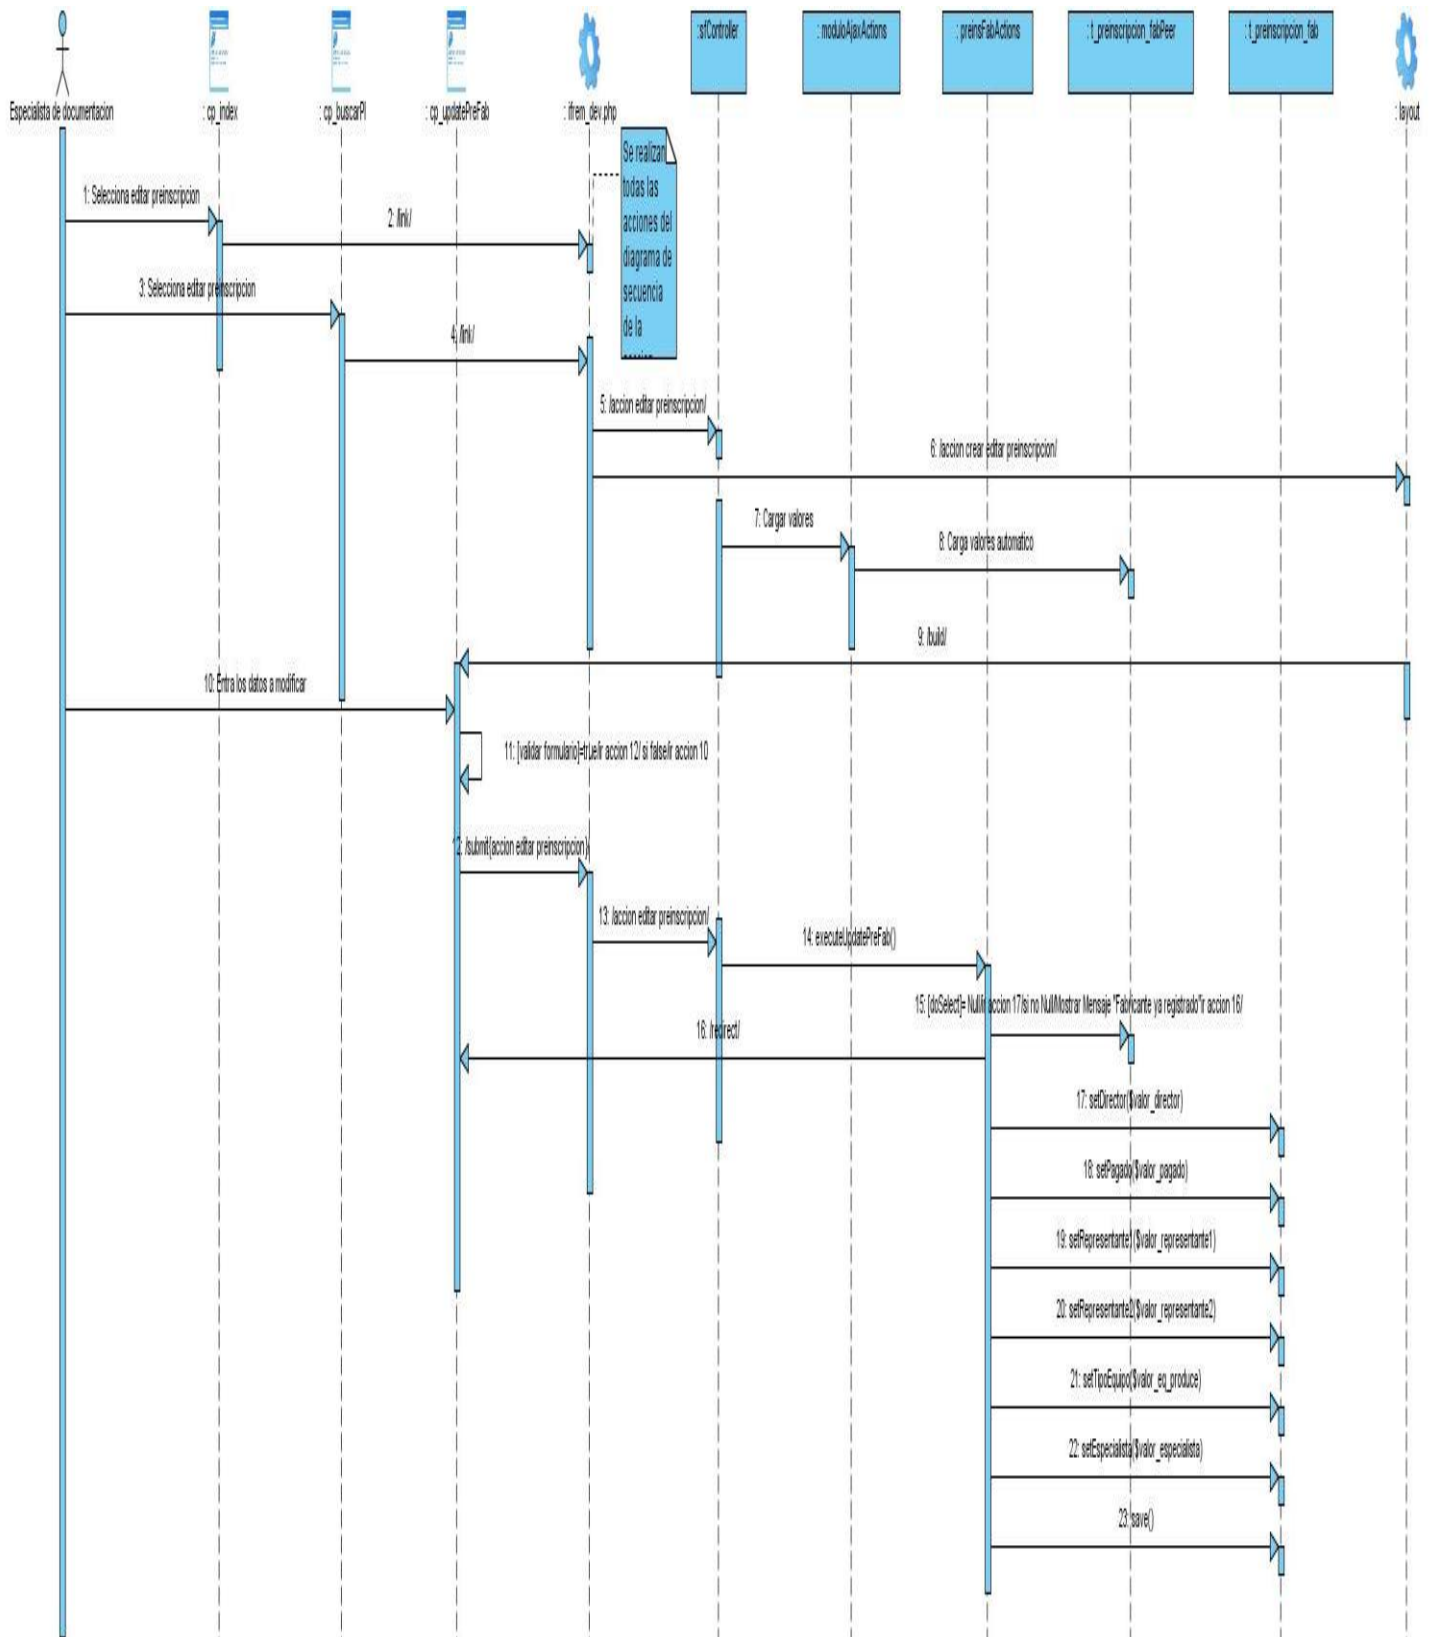 :sfController
: moduloAjaxActions
: preinsFabActions
: t_preinscripcion_fabPeer
: t_preinscripcion_fab
Especialista de documentacion
: cp_index
: cp_buscarPI
: cp_updatePreFab
: ifrem_dev.php
: layout
Se realizan
todas las
acciones del
diagrama de
secuencia
de la
1: Selecciona editar preinscripcion
2: /link/
3: Selecciona editar preinscripcion
4: /link/
5: /accion editar preinscripcion/
6: /accion crear editar preinscripcion/
7: Cargar valores
8: Carga valores automatico
9: /build/
10: Entra los datos a modificar
11: [validar formulario]=true/ir accion 12/ si false/ir accion 10
12: /submit(accion editar preinscripcion)/
13: /accion editar preinscripcion/
14: executeUpdatePreFab()
15: [doSelect]= Null/ir accion 17/si no Null/Mostrar Mensaje "Fabricante ya registrado"ir accion 16/
16: /redirect/
17: setDirector($valor_director)
18: setPagado($valor_pagado)
19: setRepresentante1($valor_representante1)
20: setRepresentante2($valor_representante2)
21: setTipoEquipo($valor_eq_produce)
22: setEspecialista($valor_especialista)
23: save()